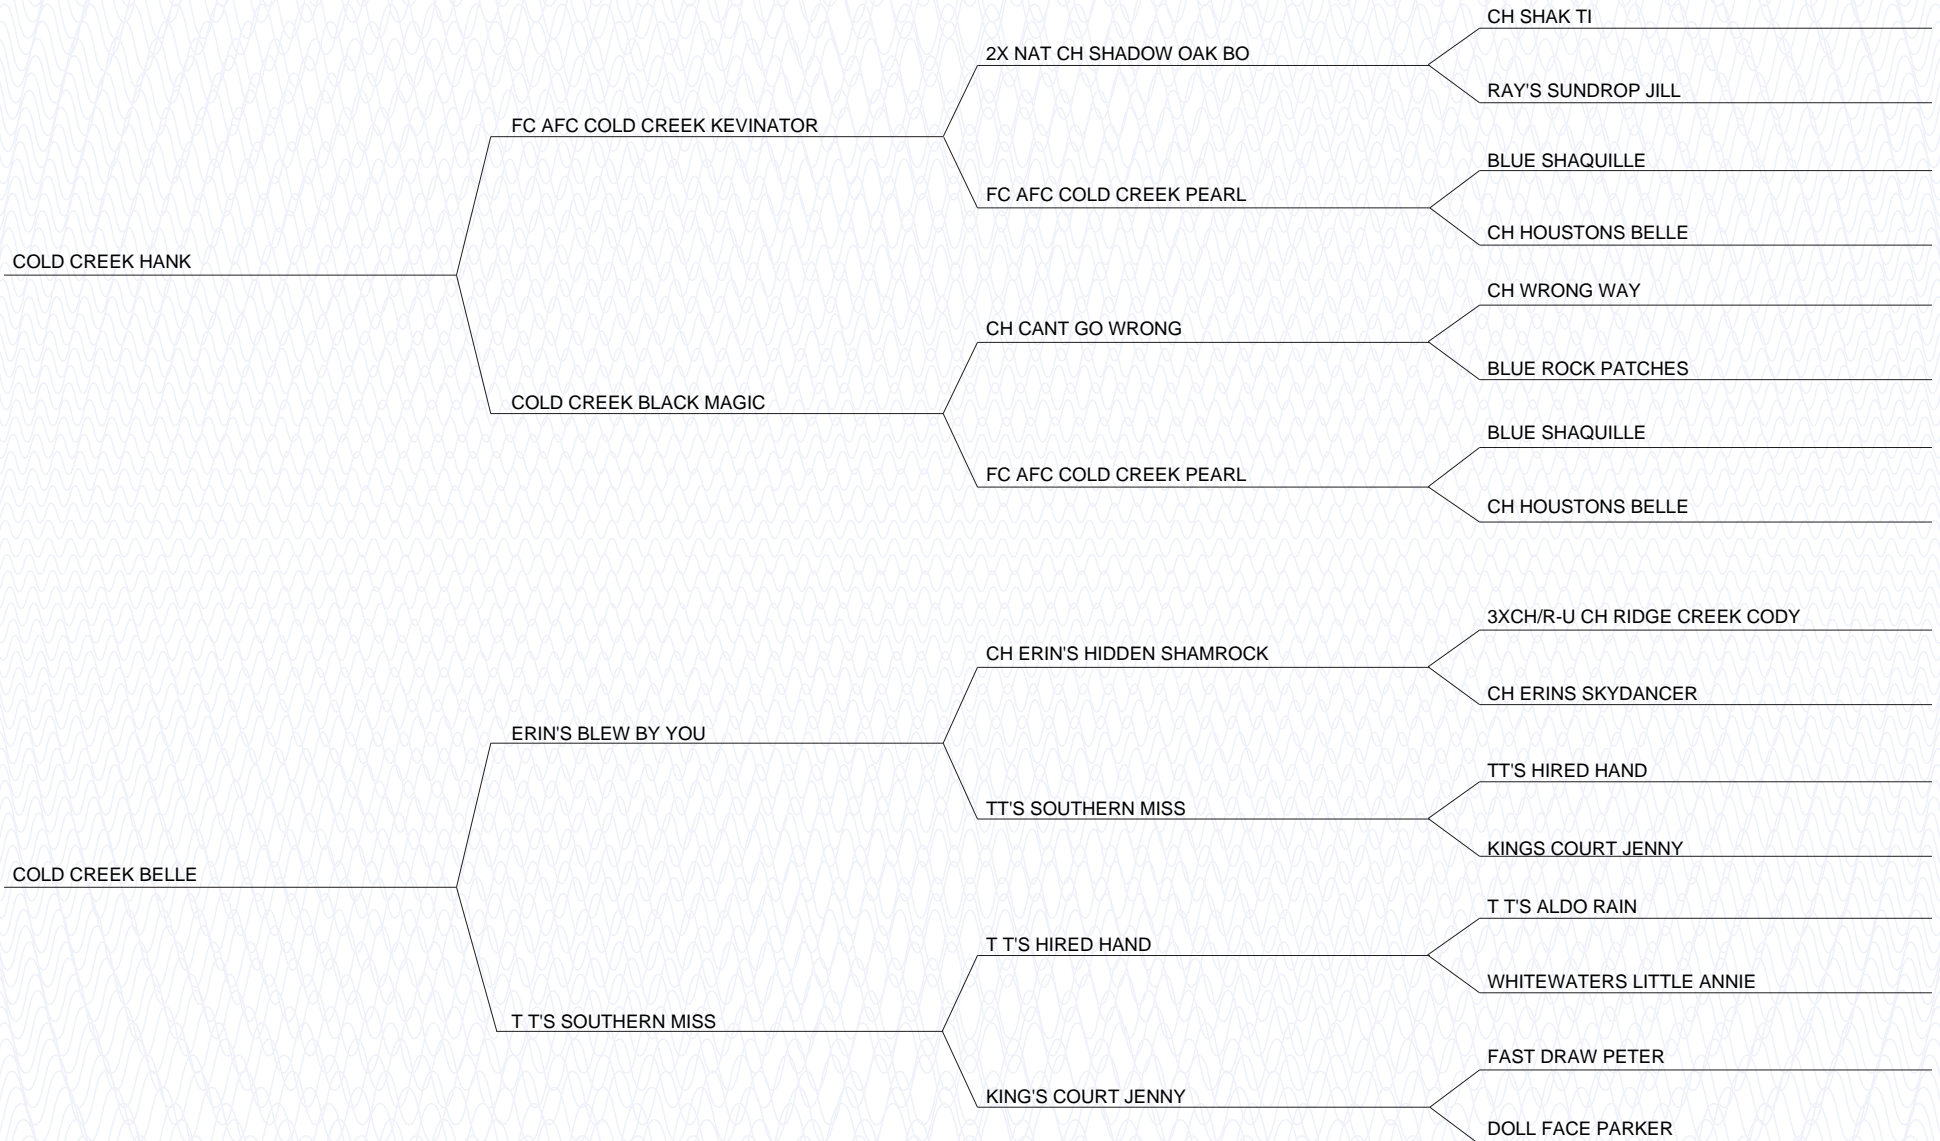 CH SHAK TI
2X NAT CH SHADOW OAK BO
RAY'S SUNDROP JILL
FC AFC COLD CREEK KEVINATOR
BLUE SHAQUILLE
FC AFC COLD CREEK PEARL
CH HOUSTONS BELLE
COLD CREEK HANK
CH WRONG WAY
CH CANT GO WRONG
BLUE ROCK PATCHES
COLD CREEK BLACK MAGIC
BLUE SHAQUILLE
FC AFC COLD CREEK PEARL
CH HOUSTONS BELLE
3XCH/R-U CH RIDGE CREEK CODY
CH ERIN'S HIDDEN SHAMROCK
CH ERINS SKYDANCER
ERIN'S BLEW BY YOU
TT'S HIRED HAND
TT'S SOUTHERN MISS
KINGS COURT JENNY
COLD CREEK BELLE
T T'S ALDO RAIN
T T'S HIRED HAND
WHITEWATERS LITTLE ANNIE
T T'S SOUTHERN MISS
FAST DRAW PETER
KING'S COURT JENNY
DOLL FACE PARKER